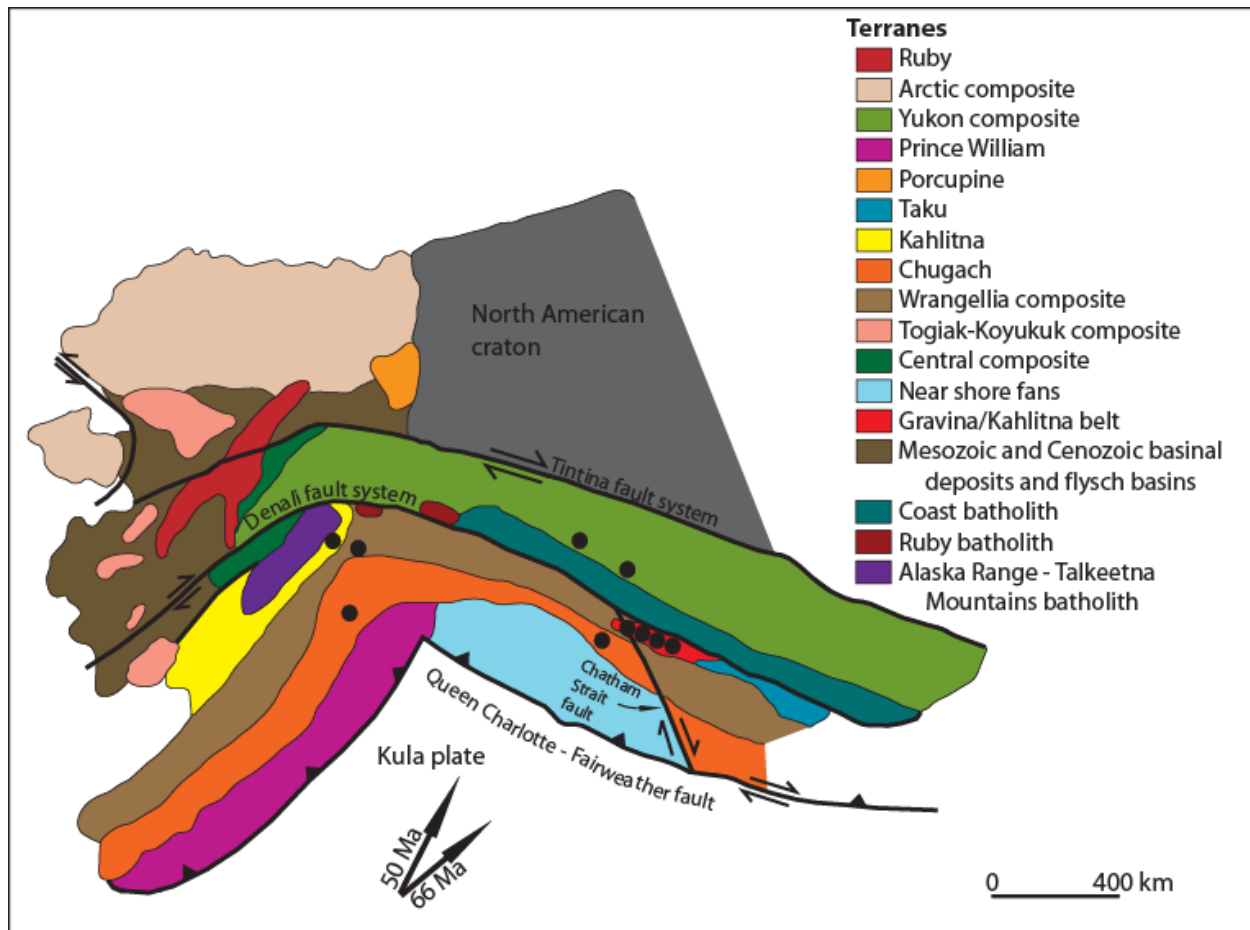 Terranes
Ruby
Arctic composite
Yukon composite
Prince William
Porcupine
Taku
Kahlitna
Chugach
Wrangellia composite
Togiak-Koyukuk composite
Central composite
Near shore fans
Gravina/Kahlitna belt
Mesozoic and Cenozoic basinal
deposits and flysch basins
Coast batholith
Ruby batholith
Alaska Range - Talkeetna
Mountains batholith
North American
craton
Tintina fault system
Denali fault system
Chatham
Strait
fault
Queen Charlotte - Fairweather fault
Kula plate
50 Ma
66 Ma
0 400 km